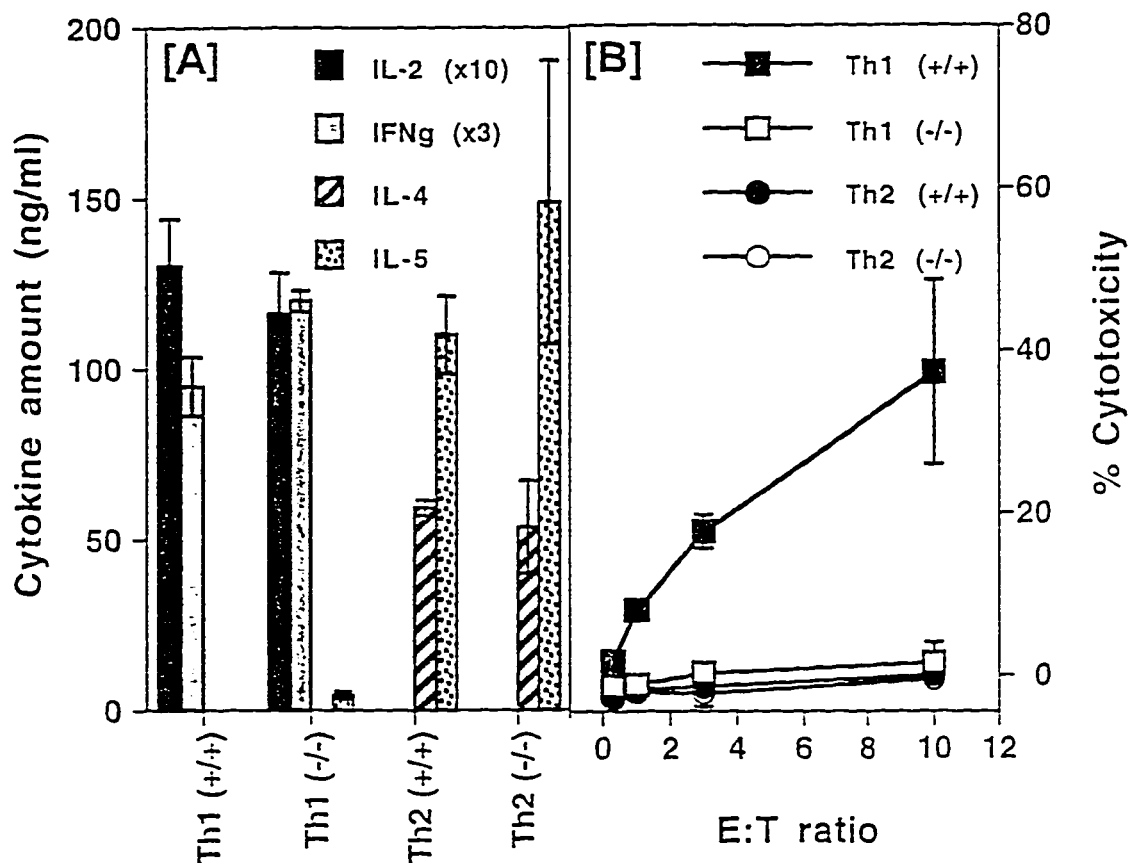 [A]
IL-2 (x10)
IFNg (x3)
IL-4
IL-5
200
150
100
50
0
Cytokine amount (ng/ml)
Th1 (+/+)
Th1 (-/-)
Th2 (+/+)
Th2 (-/-)
[B]
Th1 (+/+)
Th1 (-/-)
Th2 (+/+)
Th2 (-/-)
80
60
40
20
0
% Cytotoxicity
0 2 4 6 8 10 12
E:T ratio